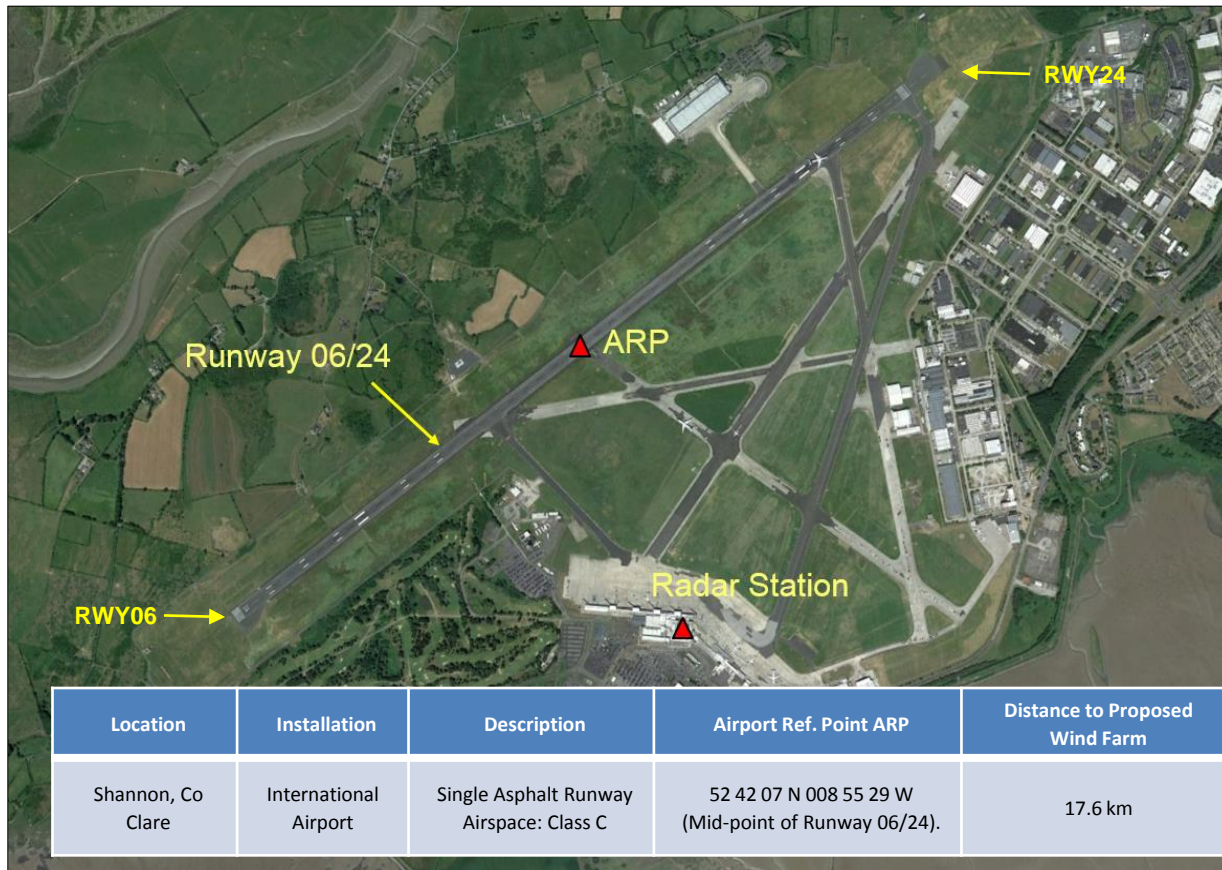 RWY24
ARP
Runway 06/24
Radar Station
RWY06
Location
Installation
Description
Airport Ref. Point ARP
Distance to Proposed
Wind Farm
Shannon, Co
Clare
International
Airport
Single Asphalt Runway
Airspace: Class C
52 42 07 N 008 55 29 W
(Mid-point of Runway 06/24).
17.6 km